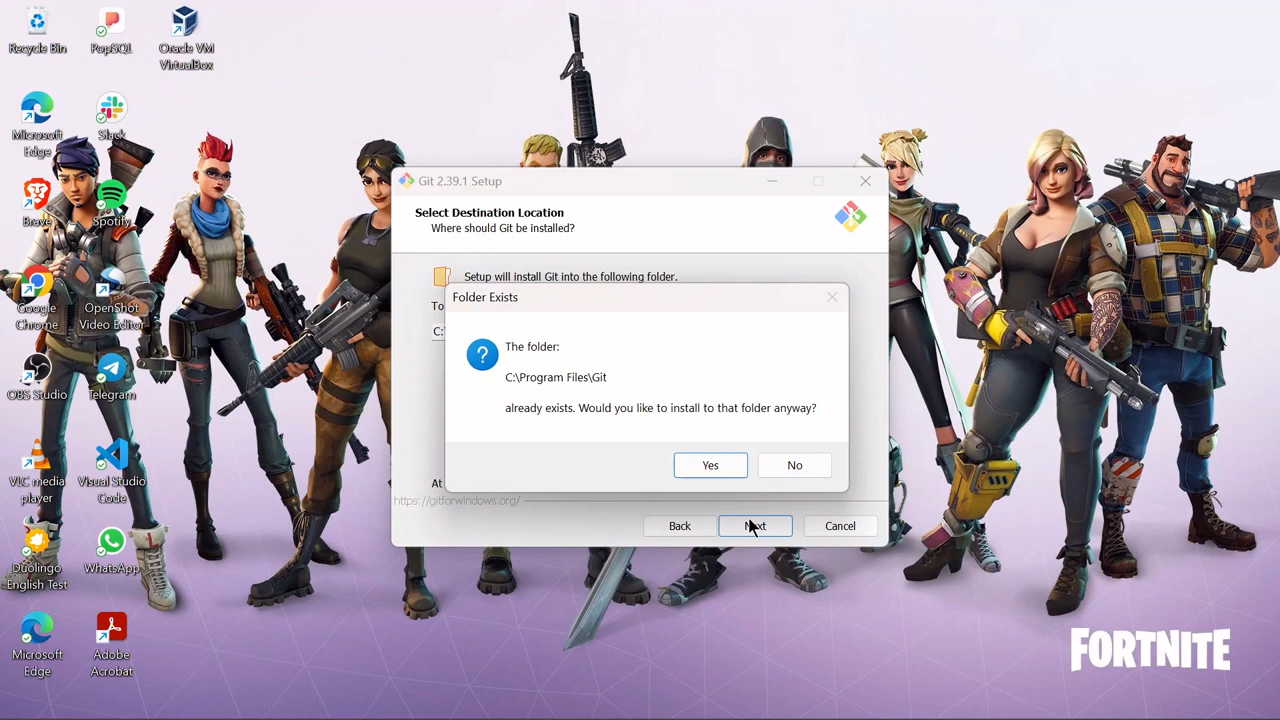 Recycle Bin
PopSQL
Oracle VM
VirtualBox
Microsoft
Edge
Slack
Brave
Spotify
Google
Chrome
OpenShot
Video Editor
OBS Studio
Telegram
VLC media
player
Visual Studio
Code
Duolingo
English Test
WhatsApp
Microsoft
Edge
Adobe
Acrobat
Git 2.39.1 Setup
Select Destination Location
Where should Git be installed?
Setup will install Git into the following folder.
To
C:
Folder Exists
?
The folder:
C:\Program Files\Git
already exists. Would you like to install to that folder anyway?
Yes
No
At
https://gitforwindows.org/
Back
Cancel
FORTNITE